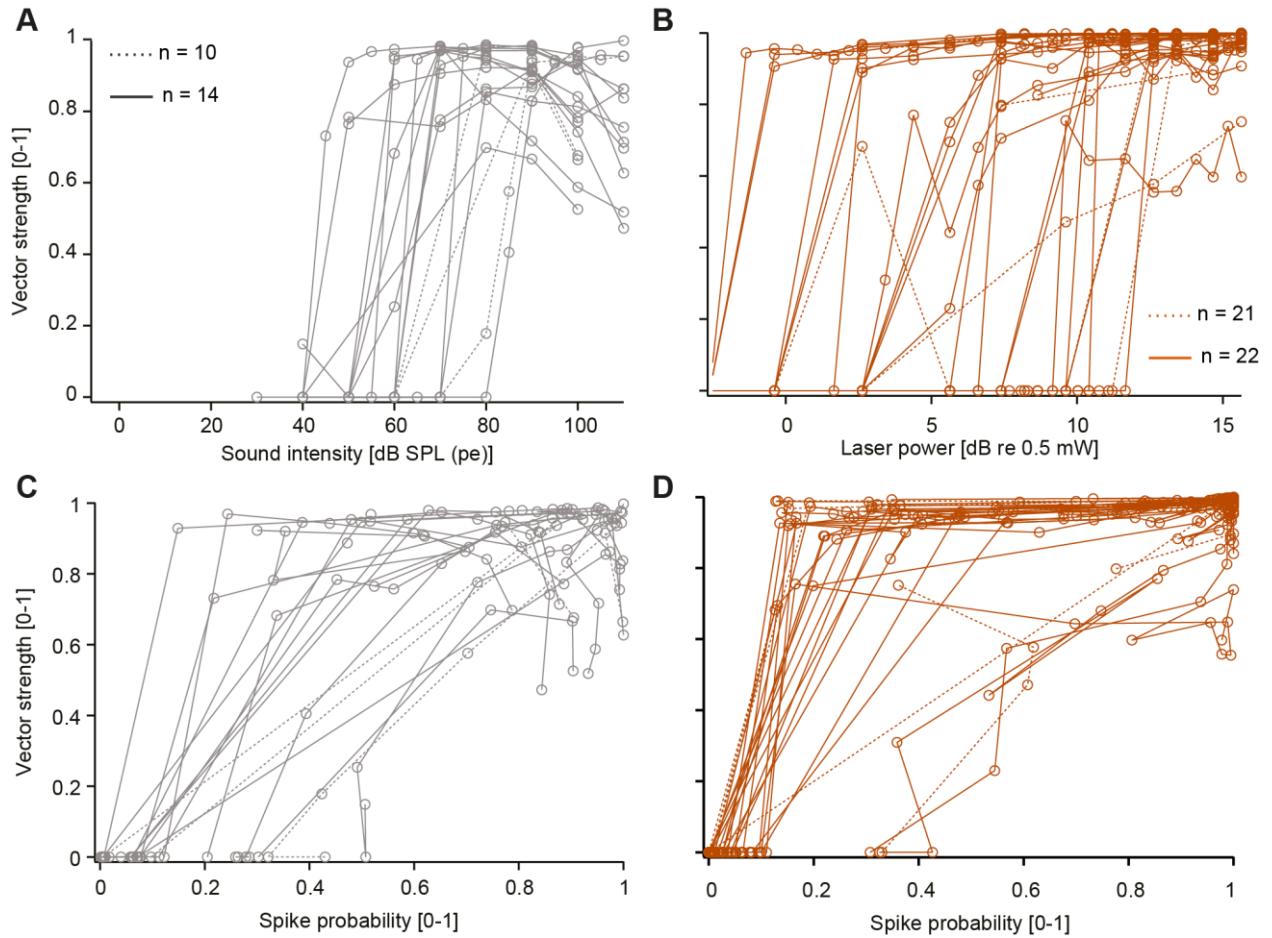 A
Vector strength [0-1]
1
0.8
0.6
0.4
0.2
0
n = 10
n = 14
0 20 40 60 80 100
Sound intensity [dB SPL (pe)]
B
n = 21
n = 22
0 5 10 15
Laser power [dB re 0.5 mW]
C
Vector strength [0-1]
1
0.8
0.6
0.4
0.2
0
0 0.2 0.4 0.6 0.8 1
Spike probability [0-1]
D
0 0.2 0.4 0.6 0.8 1
Spike probability [0-1]